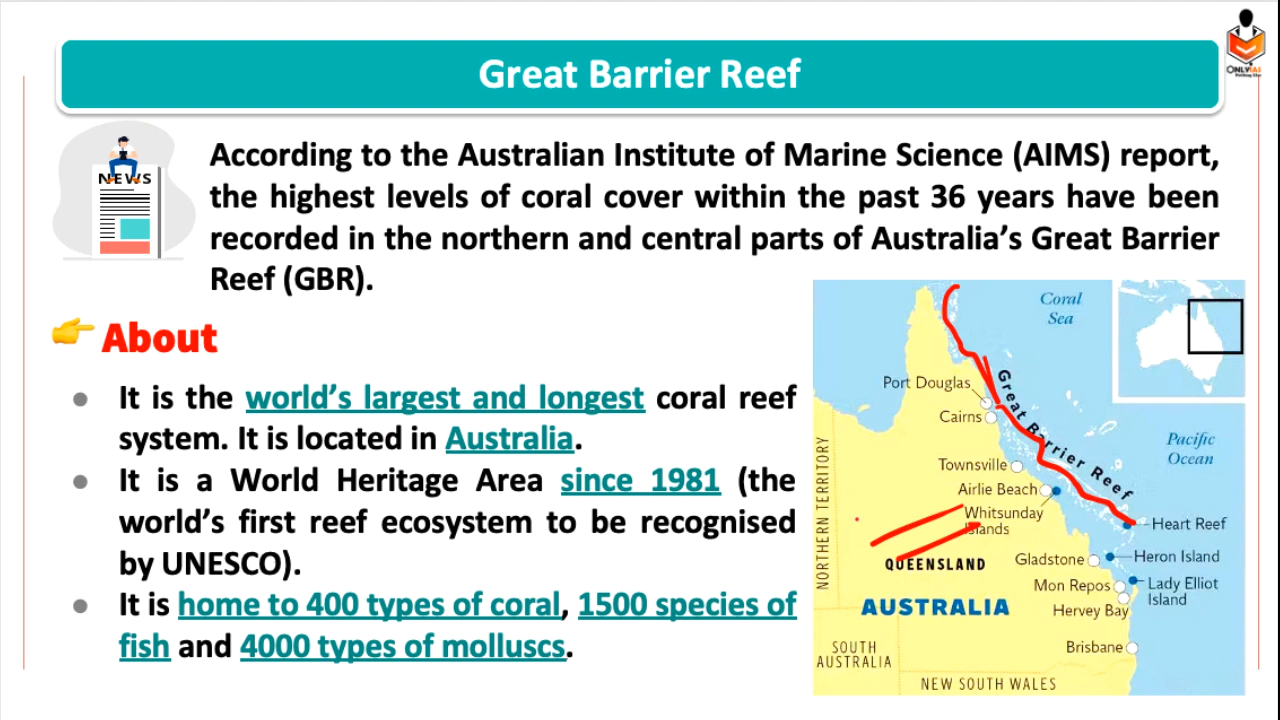 Great Barrier Reef
ONLYIAS
NEWS
According to the Australian Institute of Marine Science (AIMS) report,
the highest levels of coral cover within the past 36 years have been
recorded in the northern and central parts of Australia’s Great Barrier
Reef (GBR).
About
It is the world’s largest and longest coral reef
system. It is located in Australia.
It is a World Heritage Area since 1981 (the
world’s first reef ecosystem to be recognised
by UNESCO).
It is home to 400 types of coral, 1500 species of
fish and 4000 types of molluscs.
Coral
Sea
Port Douglas
Cairns
Great Barrier Reef
Pacific
Ocean
Townsville
Airlie Beach
Whitsunday
Islands
Heart Reef
NORTHERN TERRITORY
QUEENSLAND
Gladstone
Heron Island
Mon Repos
Lady Elliot
Island
AUSTRALIA
Hervey Bay
SOUTH
AUSTRALIA
Brisbane
NEW SOUTH WALES